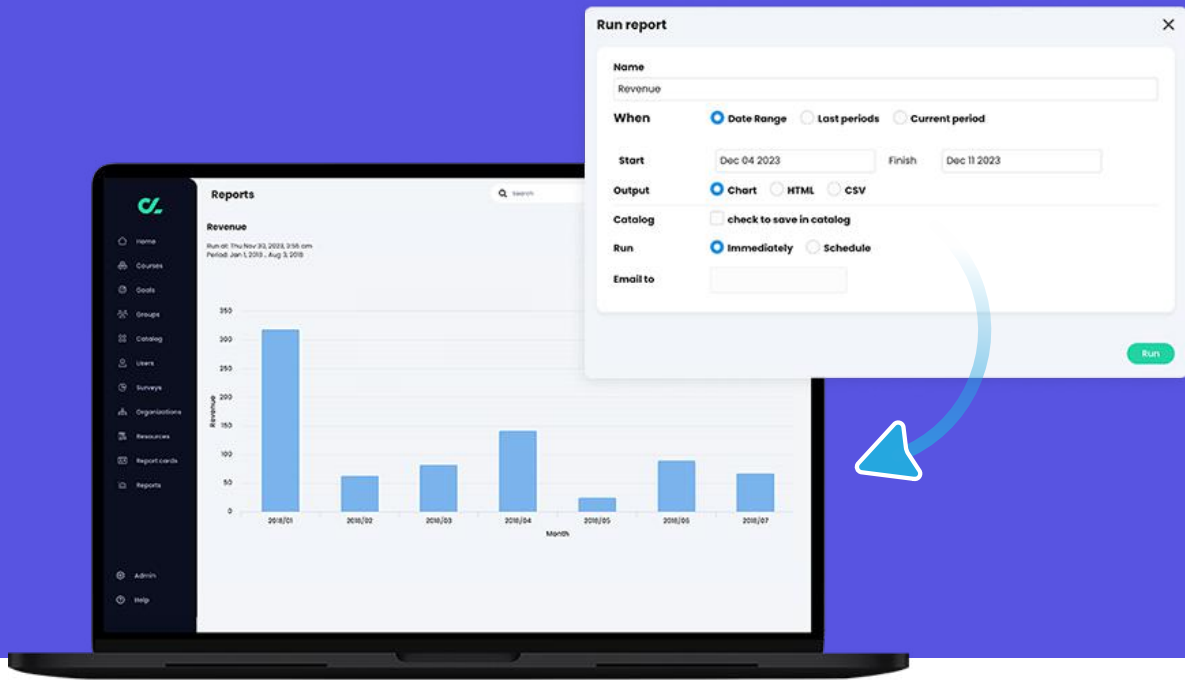 Run report
Name
Revenue
When Date Range Last periods Current period
Start Dec 04 2023 Finish Dec 11 2023
Output Chart HTML CSV
Catalog check to save in catalog
Run Immediately Schedule
Email to
Run
Reports
Search
Revenue
Run at: Thu Nov 30, 2023, 3:58 am
Period: Jan 1, 2018 . Aug 3, 2018
Home
Courses
Goals
Groups
Catalog
Users
Surveys
Organizations
Resources
Report cards
Reports
Admin
Help
350
300
250
200
150
100
50
0
Revenue
2018/01 2018/02 2018/03 2018/04 2018/05 2018/06 2018/07
Month